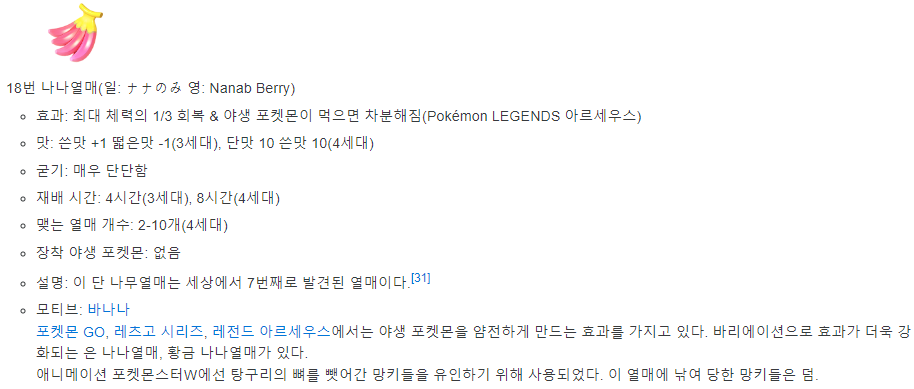 18번 나나열매(일: ナナのみ 영: Nanab Berry)
효과: 최대 체력의 1/3 회복 & 야생 포켓몬이 먹으면 차분해짐(Pokémon LEGENDS 아르세우스)
맛: 쓴맛 +1 떫은맛 -1(3세대), 단맛 10 쓴맛 10(4세대)
굳기: 매우 단단함
재배 시간: 4시간(3세대), 8시간(4세대)
맺는 열매 개수: 2-10개(4세대)
장착 야생 포켓몬: 없음
설명: 이 단 나무열매는 세상에서 7번째로 발견된 열매이다.[31]
모티브: 바나나
포켓몬 GO, 레츠고 시리즈, 레전드 아르세우스에서는 야생 포켓몬을 얌전하게 만드는 효과를 가지고 있다. 바리에이션으로 효과가 더욱 강
화되는 은 나나열매, 황금 나나열매가 있다.
애니메이션 포켓몬스터W에선 탕구리의 뼈를 뺏어간 망키들을 유인하기 위해 사용되었다. 이 열매에 낚여 당한 망키들은 덤.